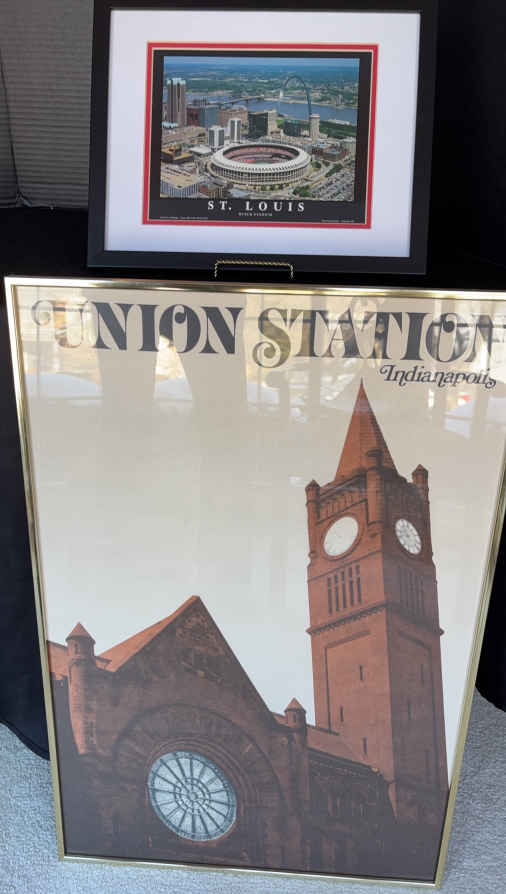 ST. LOUIS
BUSCH STADIUM
UNION STATION
Indianapolis